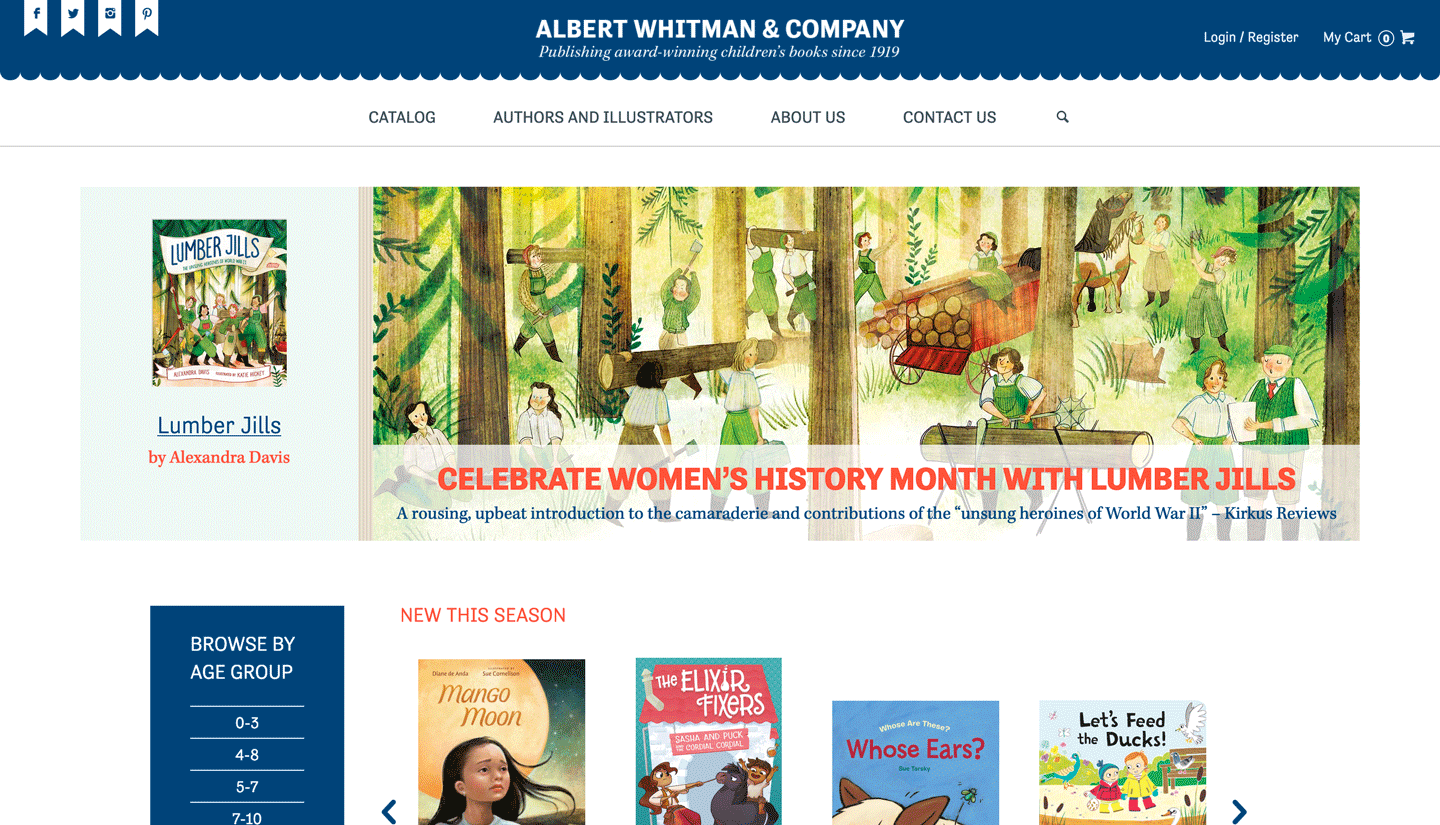 ALBERT WHITMAN & COMPANY
Publishing award-winning children's books since 1919
Login / Register
My Cart 0
CATALOG
AUTHORS AND ILLUSTRATORS
ABOUT US
CONTACT US
LUMBER JILLS
THE UNSUNG HEROINES OF WORLD WAR II
ALEXANDRA DAVIS
ILLUSTRATED BY KATIE HICKEY
Lumber Jills
by Alexandra Davis
CELEBRATE WOMEN'S HISTORY MONTH WITH LUMBER JILLS
A rousing, upbeat introduction to the camaraderie and contributions of the “unsung heroines of World War II” – Kirkus Reviews
BROWSE BY
AGE GROUP
0-3
4-8
5-7
7-10
NEW THIS SEASON
Diane de Anda
ILLUSTRATED BY
Sue Cornelison
Mango
Moon
THE ELIXIR
FIXERS
SASHA AND PUCK
AND THE CORDIAL CORDIAL
Whose Are These?
Whose Ears?
Sue Tarsky
Let's Feed
the Ducks!